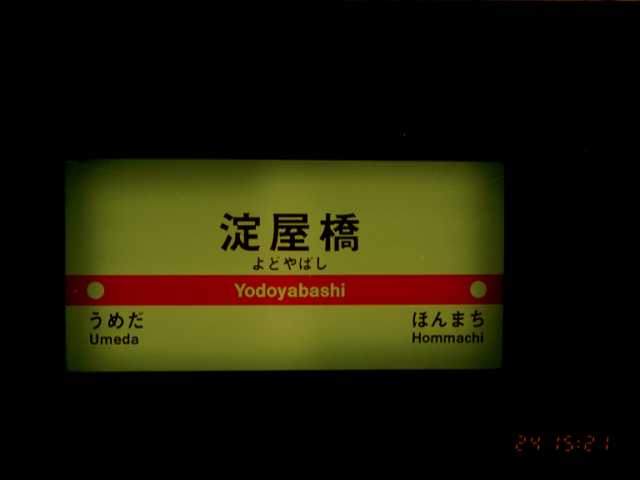 淀屋橋
よどやばし
Yodoyabashi
うめだ ほんまち
Umeda Hommachi
24 15:21